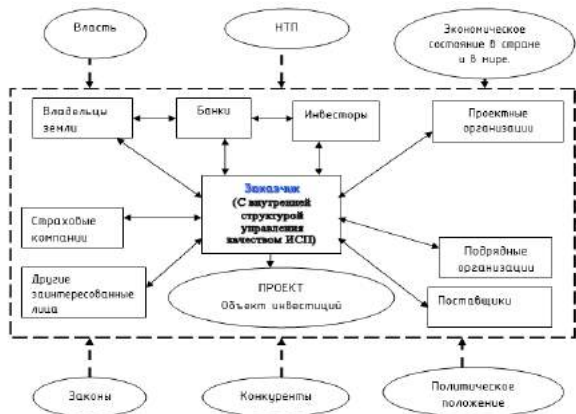 Власть
НТП
Экономическое
состояние в стране
и в мире.
Владельцы
земли
Банки
Инвесторы
Проектные
организации
Заказчик
(С внутренней
структурой
управления
качеством ИСП)
Страховые
компании
Подрядные
организации
Другие
заинтересованные
лица
ПРОЕКТ
Объект инвестиций
Поставщики
Законы
Конкуренты
Политическое
положение